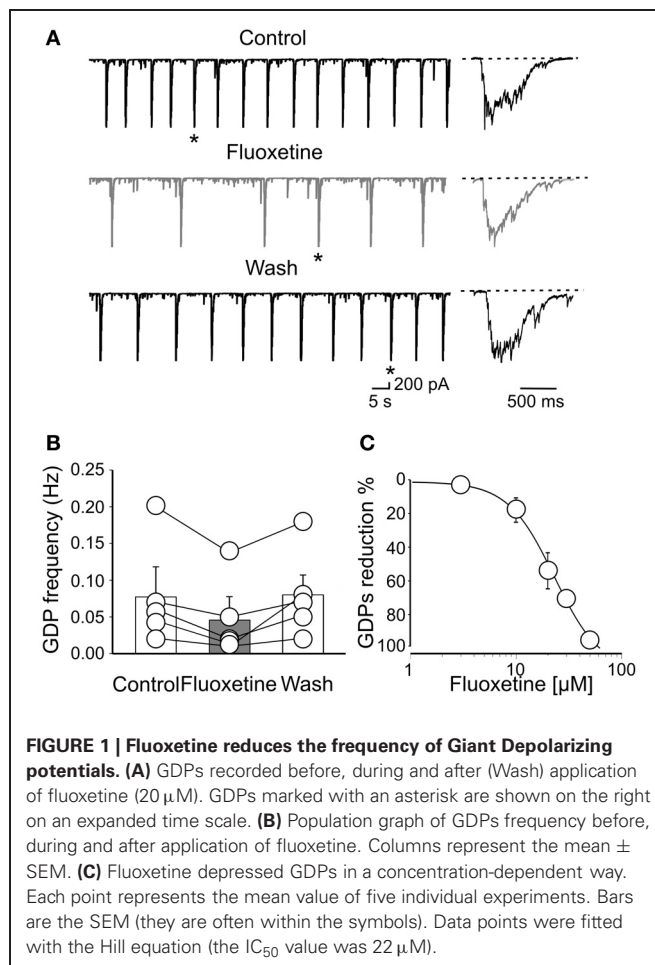 A
Control
*
Fluoxetine
*
Wash
*
200 pA
5 s
500 ms
B
GDP frequency (Hz)
0.25
0.20
0.15
0.10
0.05
0.00
Control Fluoxetine Wash
C
GDPs reduction %
0
20
40
60
80
100
1 10 100
Fluoxetine [µM]
FIGURE 1 | Fluoxetine reduces the frequency of Giant Depolarizing
potentials. (A) GDPs recorded before, during and after (Wash) application
of fluoxetine (20 µM). GDPs marked with an asterisk are shown on the right
on an expanded time scale. (B) Population graph of GDPs frequency before,
during and after application of fluoxetine. Columns represent the mean ±
SEM. (C) Fluoxetine depressed GDPs in a concentration-dependent way.
Each point represents the mean value of five individual experiments. Bars
are the SEM (they are often within the symbols). Data points were fitted
with the Hill equation (the IC50 value was 22 µM).